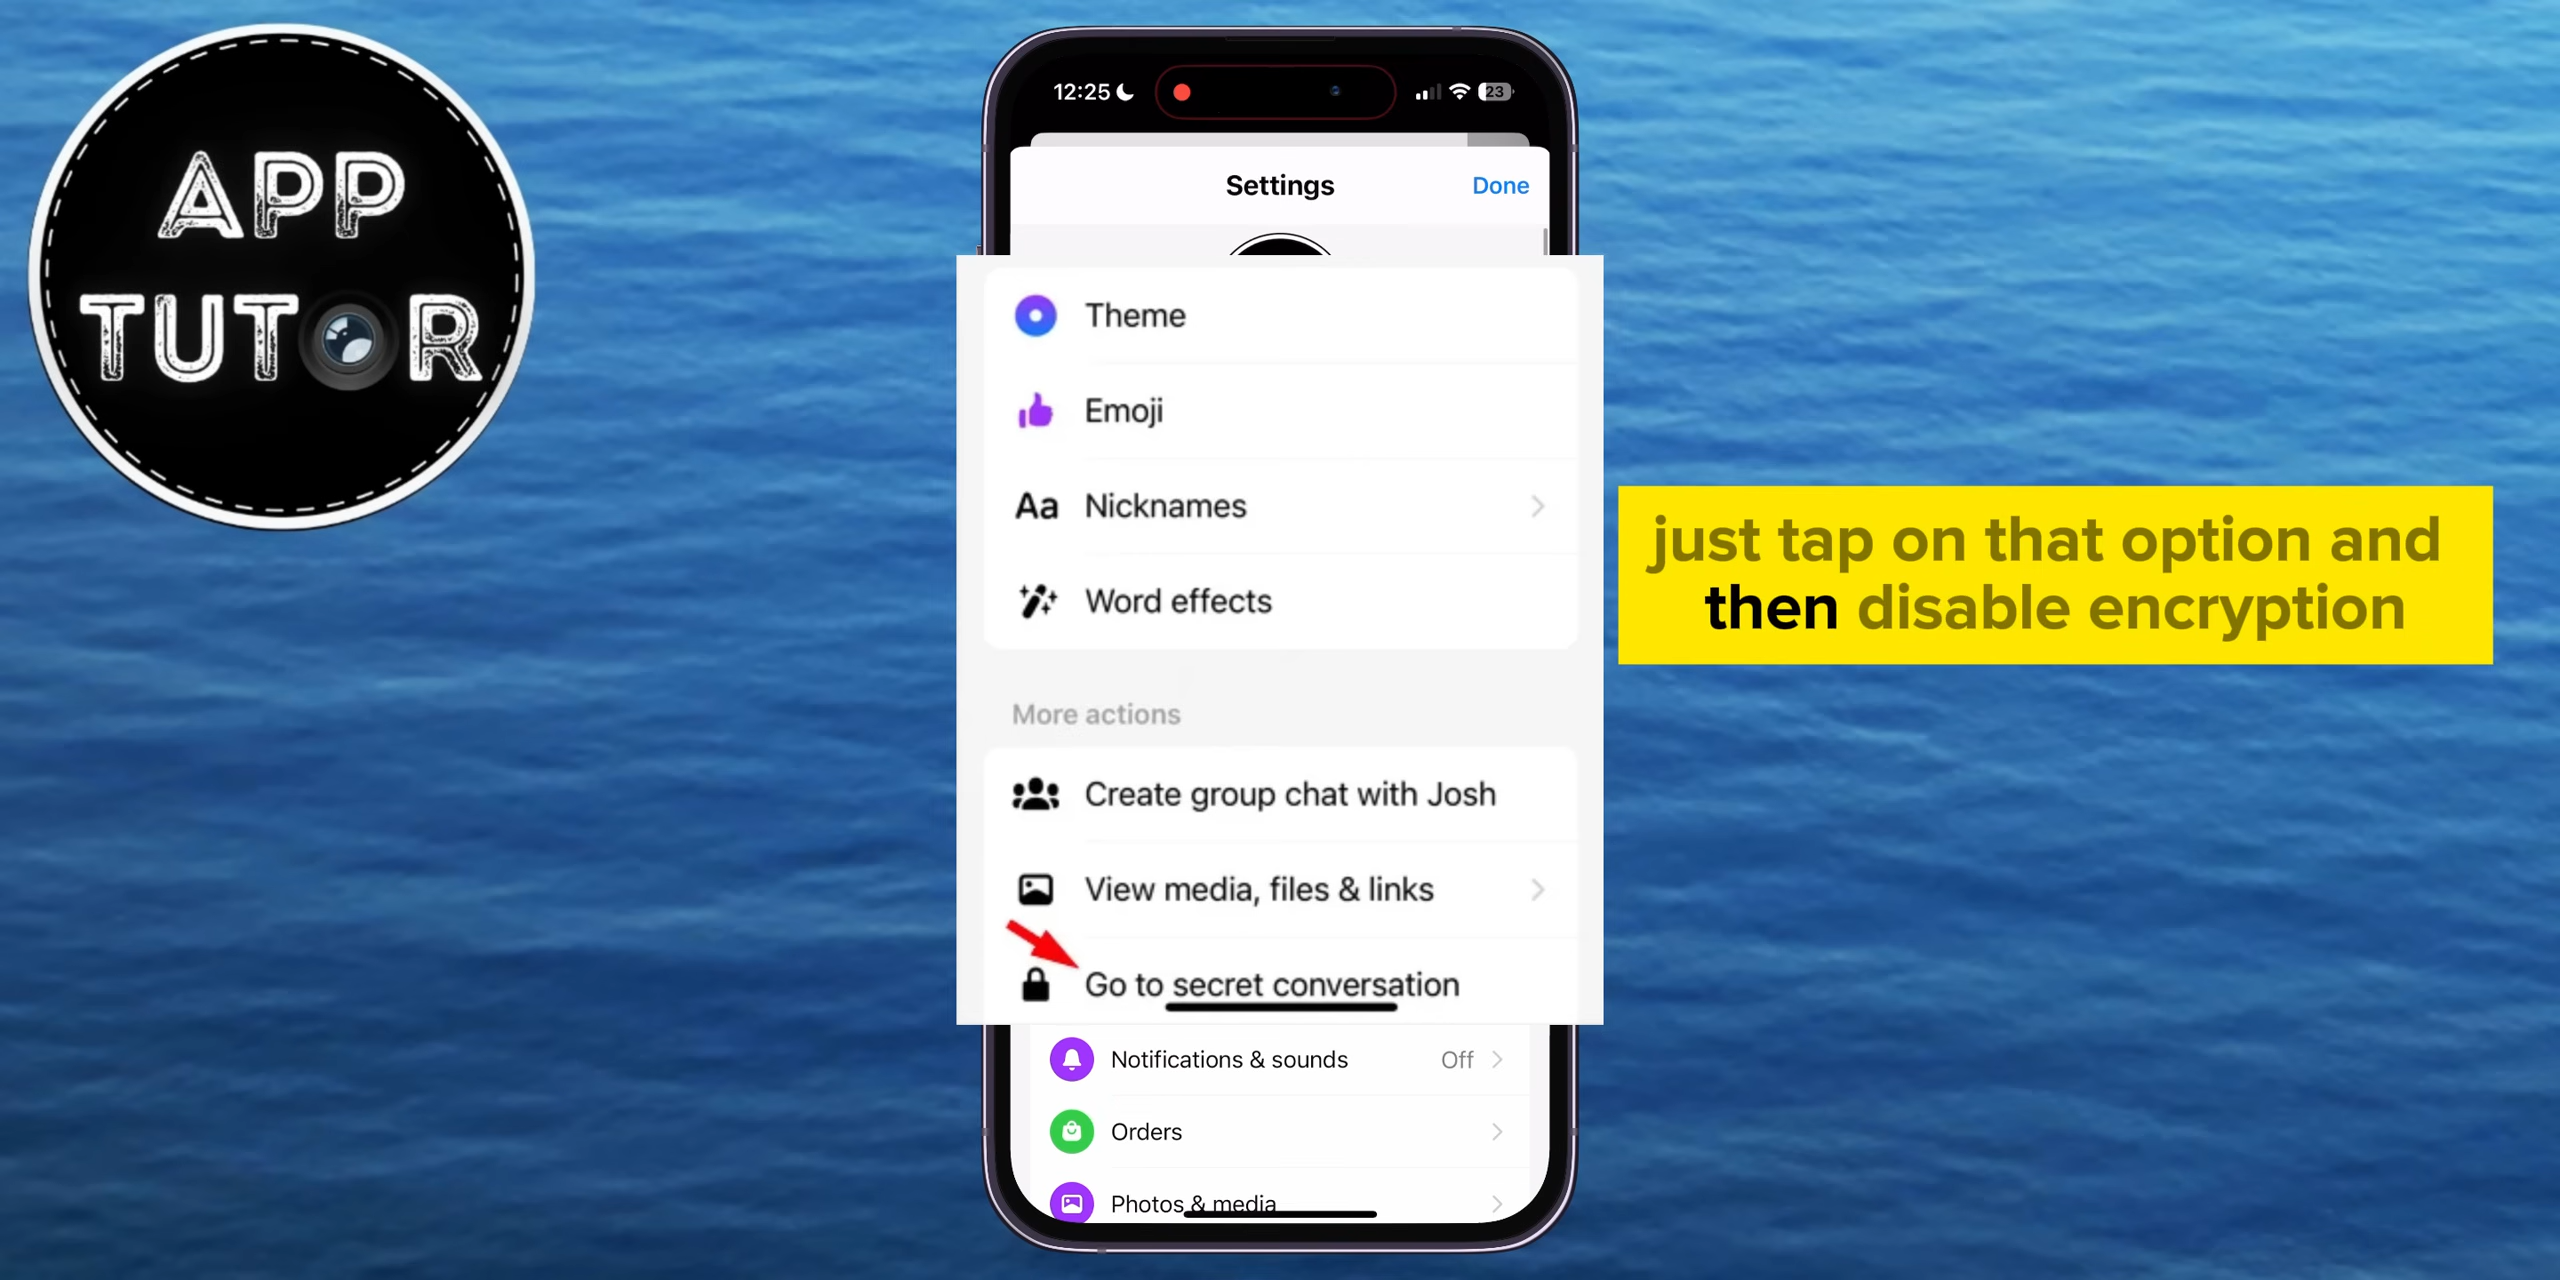 APP
TUTOR
12:25
23
Settings
Done
Theme
Emoji
Aa Nicknames
Word effects
More actions
Create group chat with Josh
View media, files & links
Go to secret conversation
Notifications & sounds Off
Orders
Photos & media
just tap on that option and
then disable encryption